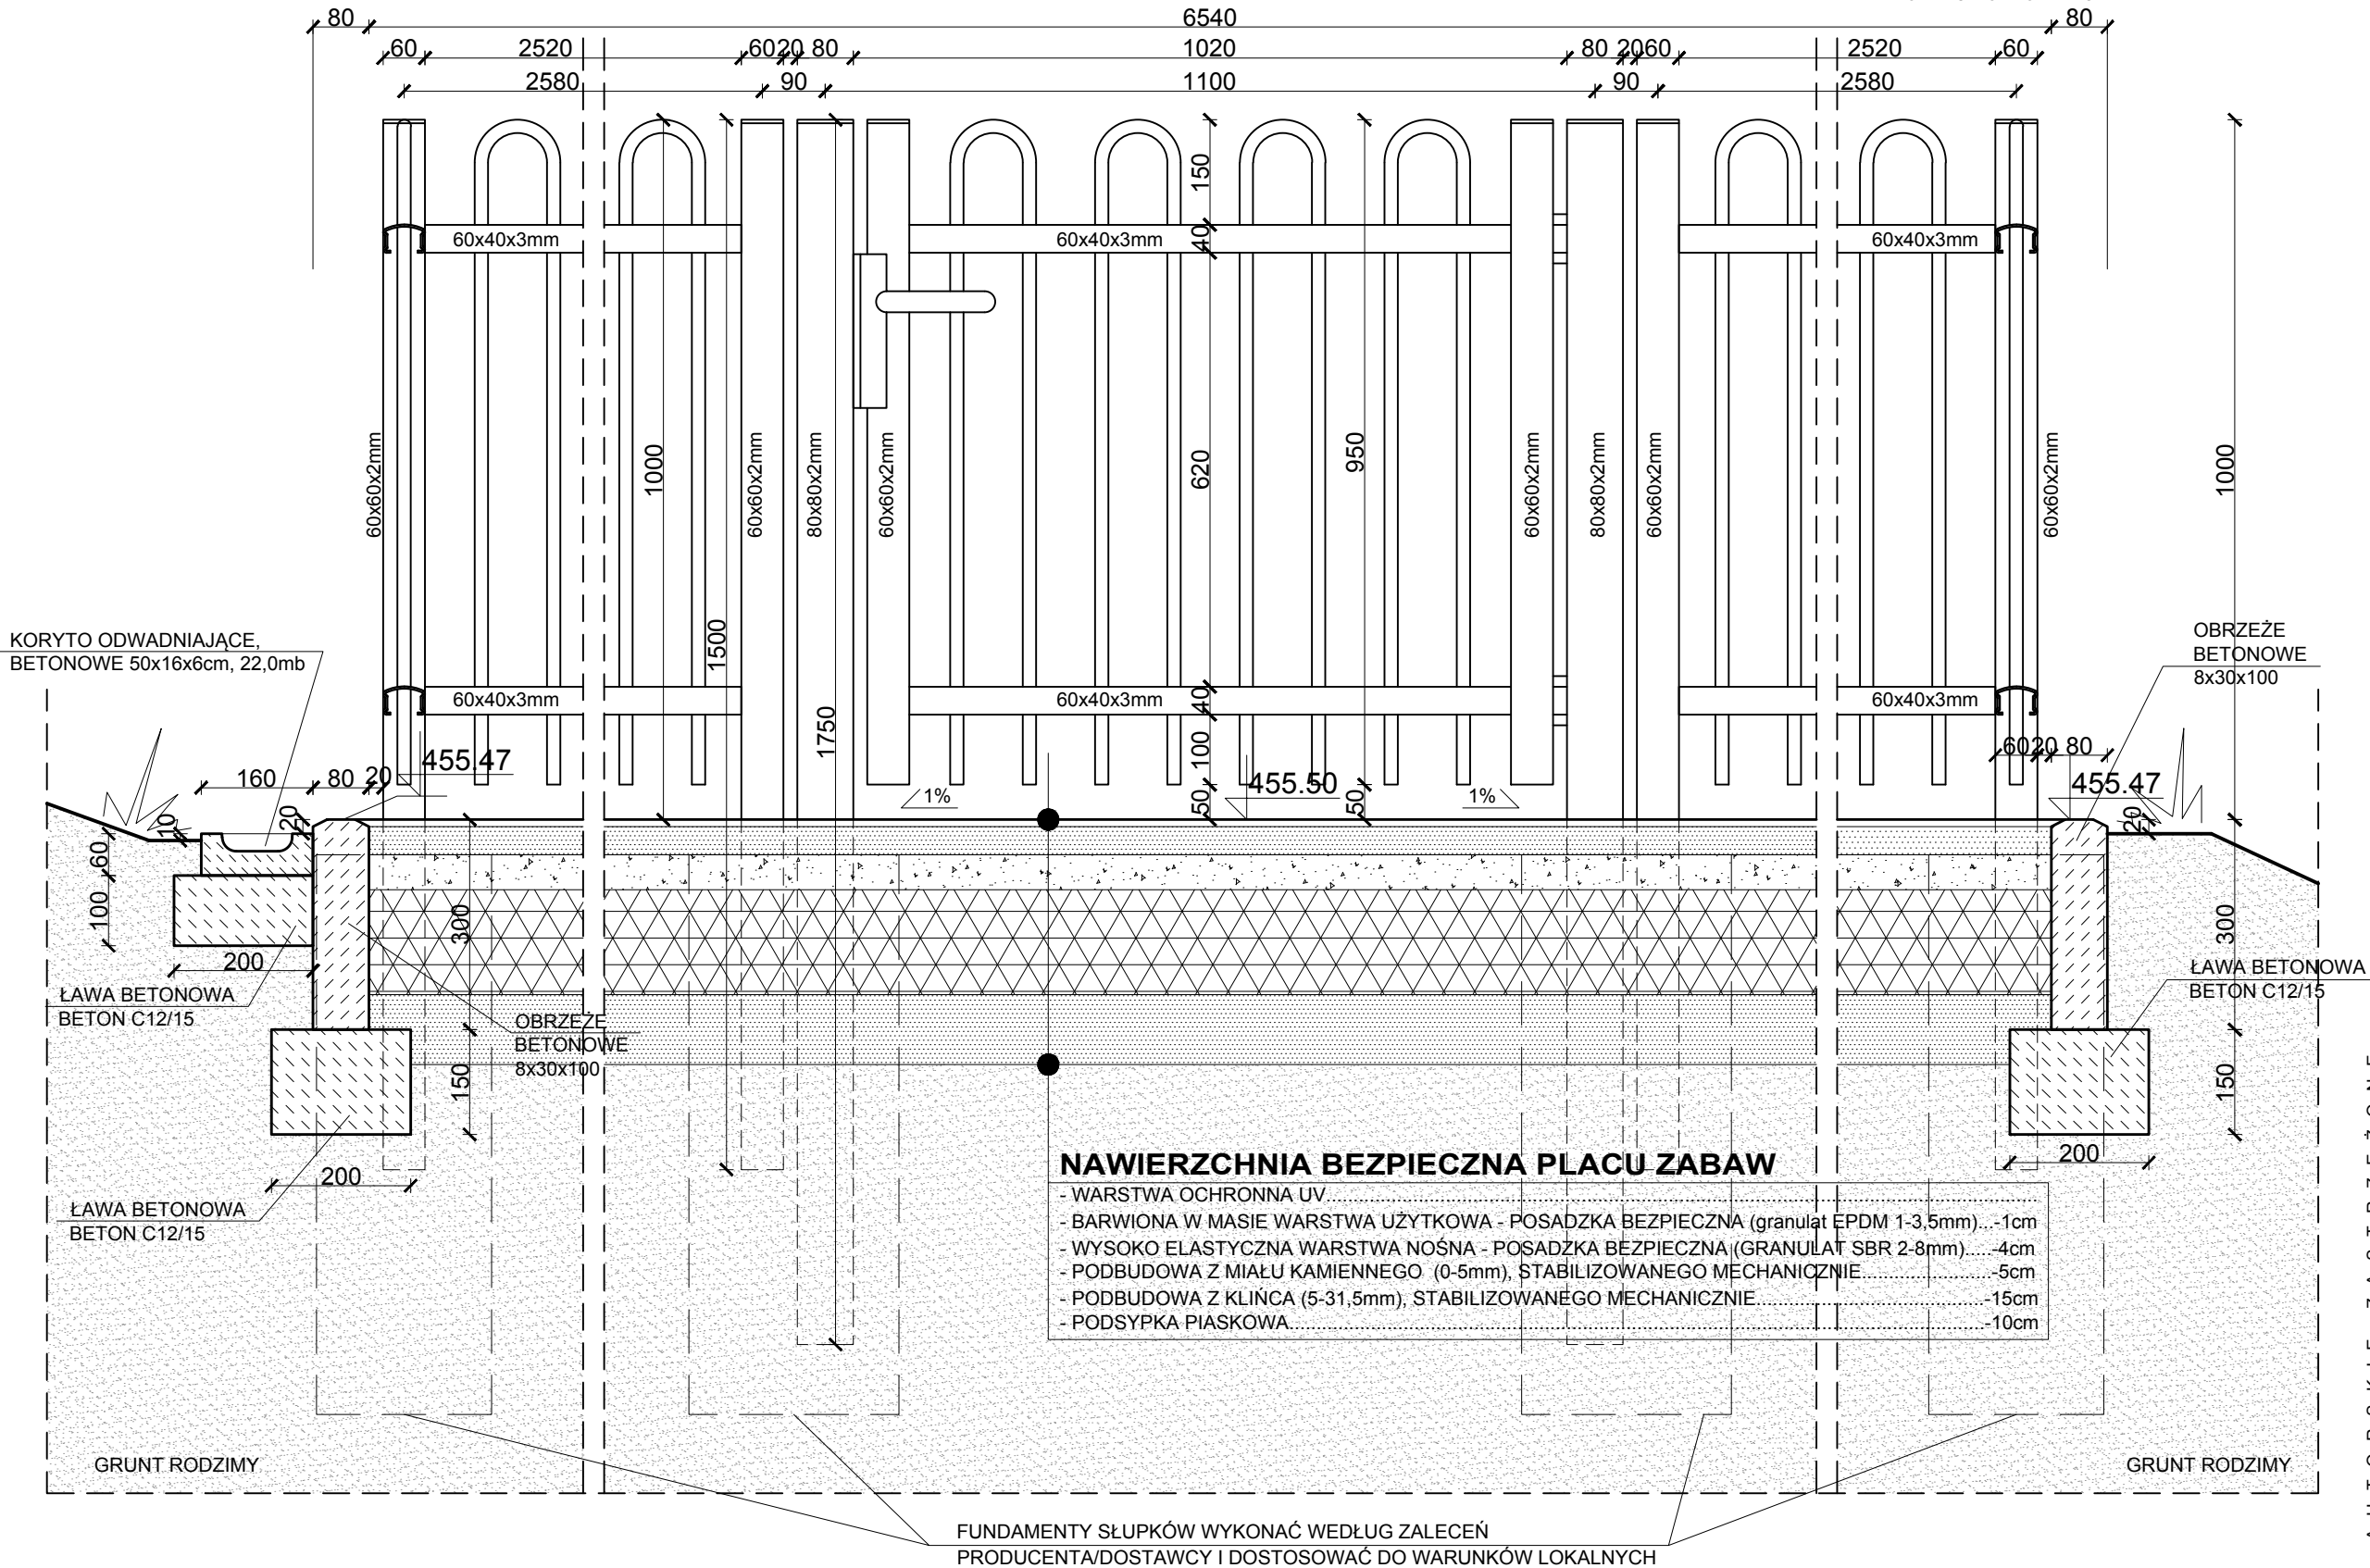 80 6540 80
60 2520 60 20 80 1020 80 20 60 2520 60
2580 90 1100 90 2580
150
60x40x3mm 60x40x3mm 40 60x40x3mm
60x60x2mm 1000 60x60x2mm 80x80x2mm 60x60x2mm 620 950 60x60x2mm 80x80x2mm 60x60x2mm 60x60x2mm 1000
1500
1750
KORYTO ODWADNIAJĄCE,
BETONOWE 50x16x6cm, 22,0mb
OBRZEŻE
BETONOWE
8x30x100
60x40x3mm 60x40x3mm 40 60x40x3mm
100
60 20 80
160 80 20 455.47 1% 50 455.50 50 1% 455.47
10 20 20
60
100 300 300
200
ŁAWA BETONOWA
BETON C12/15
ŁAWA BETONOWA
BETON C12/15
OBRZEŻE
BETONOWE
8x30x100
150 150
200 200
ŁAWA BETONOWA
BETON C12/15
NAWIERZCHNIA BEZPIECZNA PLACU ZABAW
- WARSTWA OCHRONNA UV
- BARWIONA W MASIE WARSTWA UŻYTKOWA - POSADZKA BEZPIECZNA (granulat EPDM 1-3,5mm)...-1cm
- WYSOKO ELASTYCZNA WARSTWA NOŚNA - POSADZKA BEZPIECZNA (GRANULAT SBR 2-8mm).....-4cm
- PODBUDOWA Z MIAŁU KAMIENNEGO (0-5mm), STABILIZOWANEGO MECHANICZNIE.......................-5cm
- PODBUDOWA Z KLIŃCA (5-31,5mm), STABILIZOWANEGO MECHANICZNIE.......................................-15cm
- PODSYPKA PIASKOWA.......................................-10cm
GRUNT RODZIMY GRUNT RODZIMY
FUNDAMENTY SŁUPKÓW WYKONAĆ WEDŁUG ZALECEŃ
PRODUCENTA/DOSTAWCY I DOSTOSOWAĆ DO WARUNKÓW LOKALNYCH